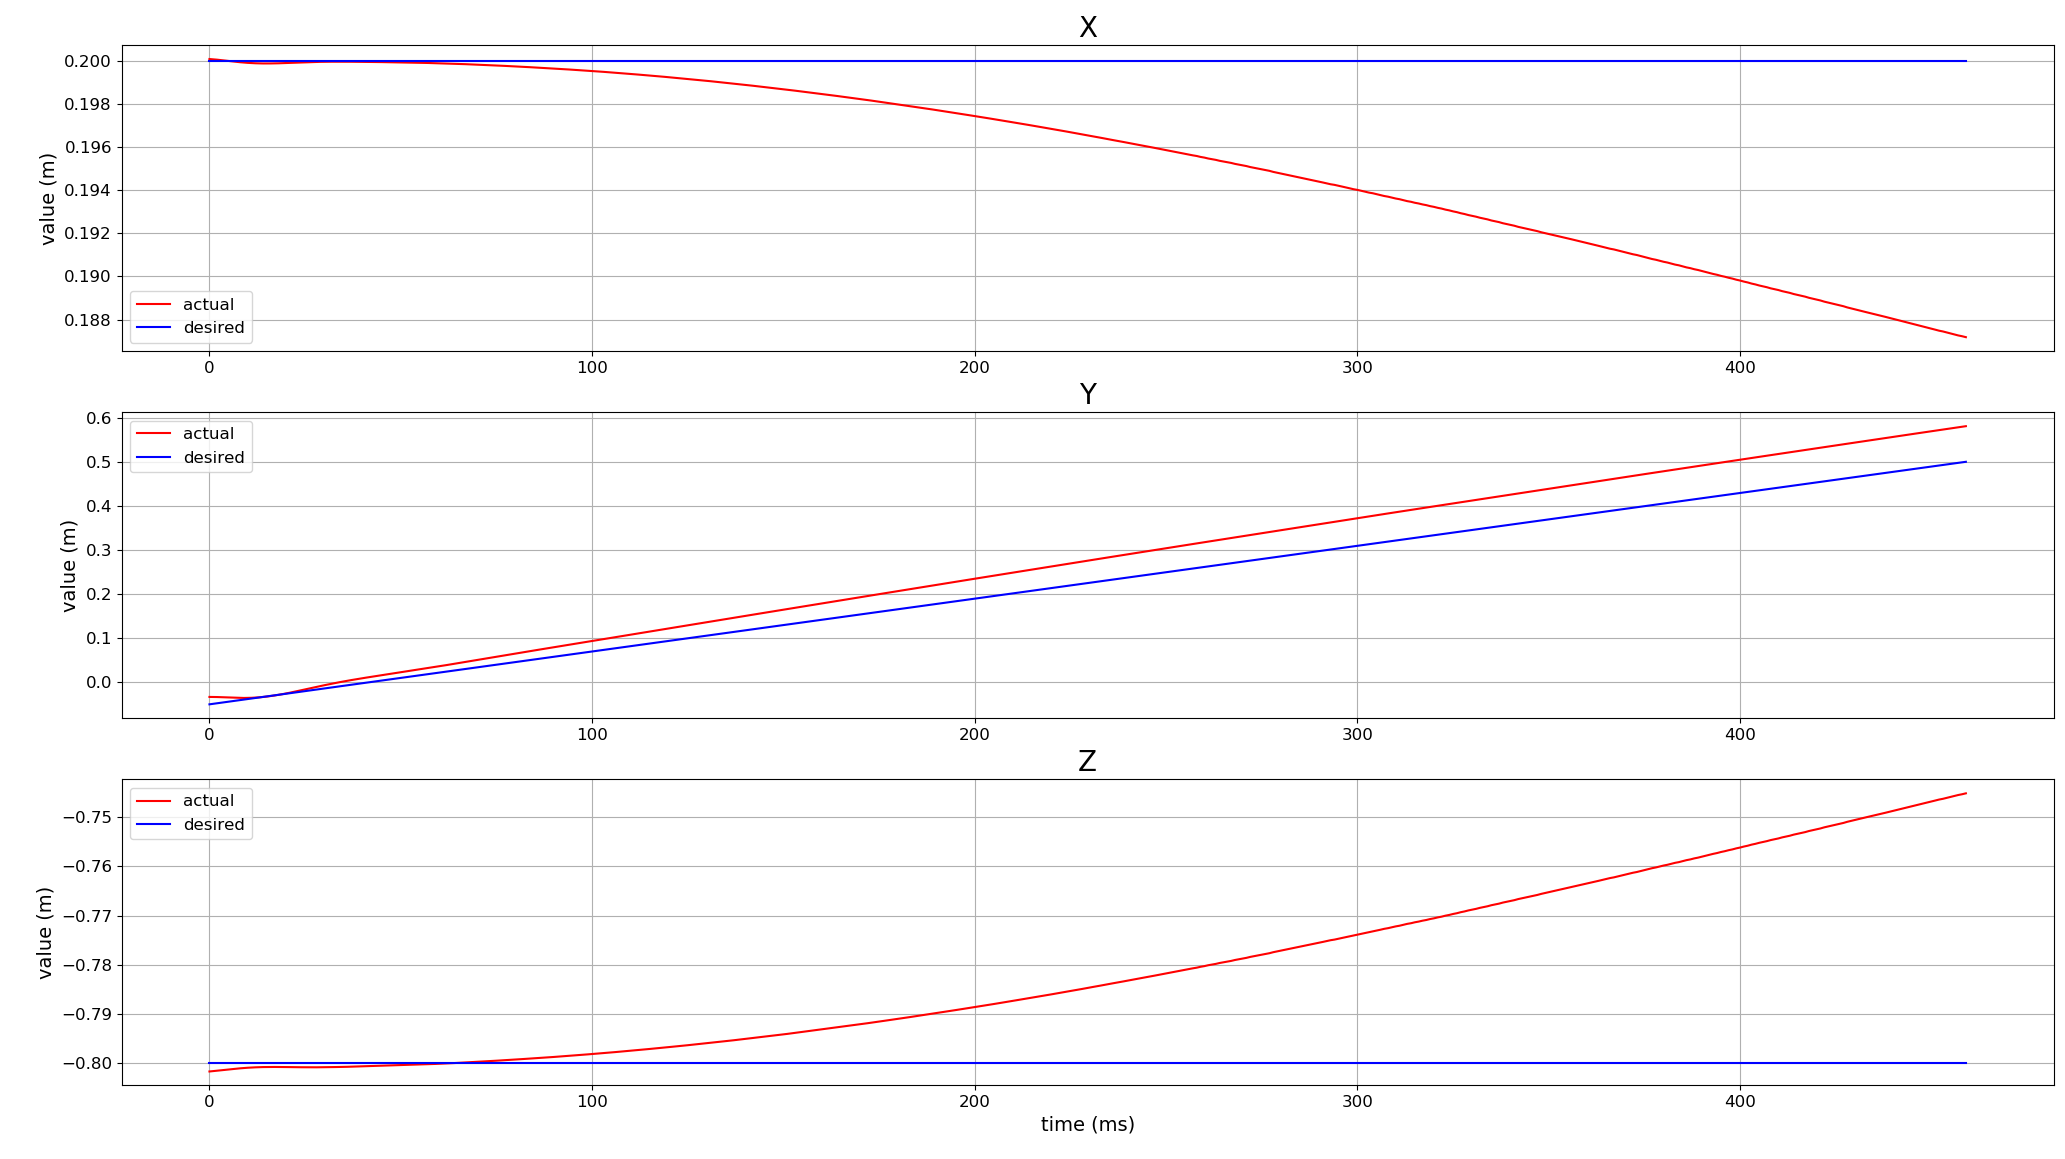 X
value (m)
0.200
0.198
0.196
0.194
0.192
0.190
0.188
actual
desired
0 100 200 300 400
Y
value (m)
0.6
0.5
0.4
0.3
0.2
0.1
0.0
actual
desired
0 100 200 300 400
Z
value (m)
−0.75
−0.76
−0.77
−0.78
−0.79
−0.80
actual
desired
0 100 200 300 400
time (ms)